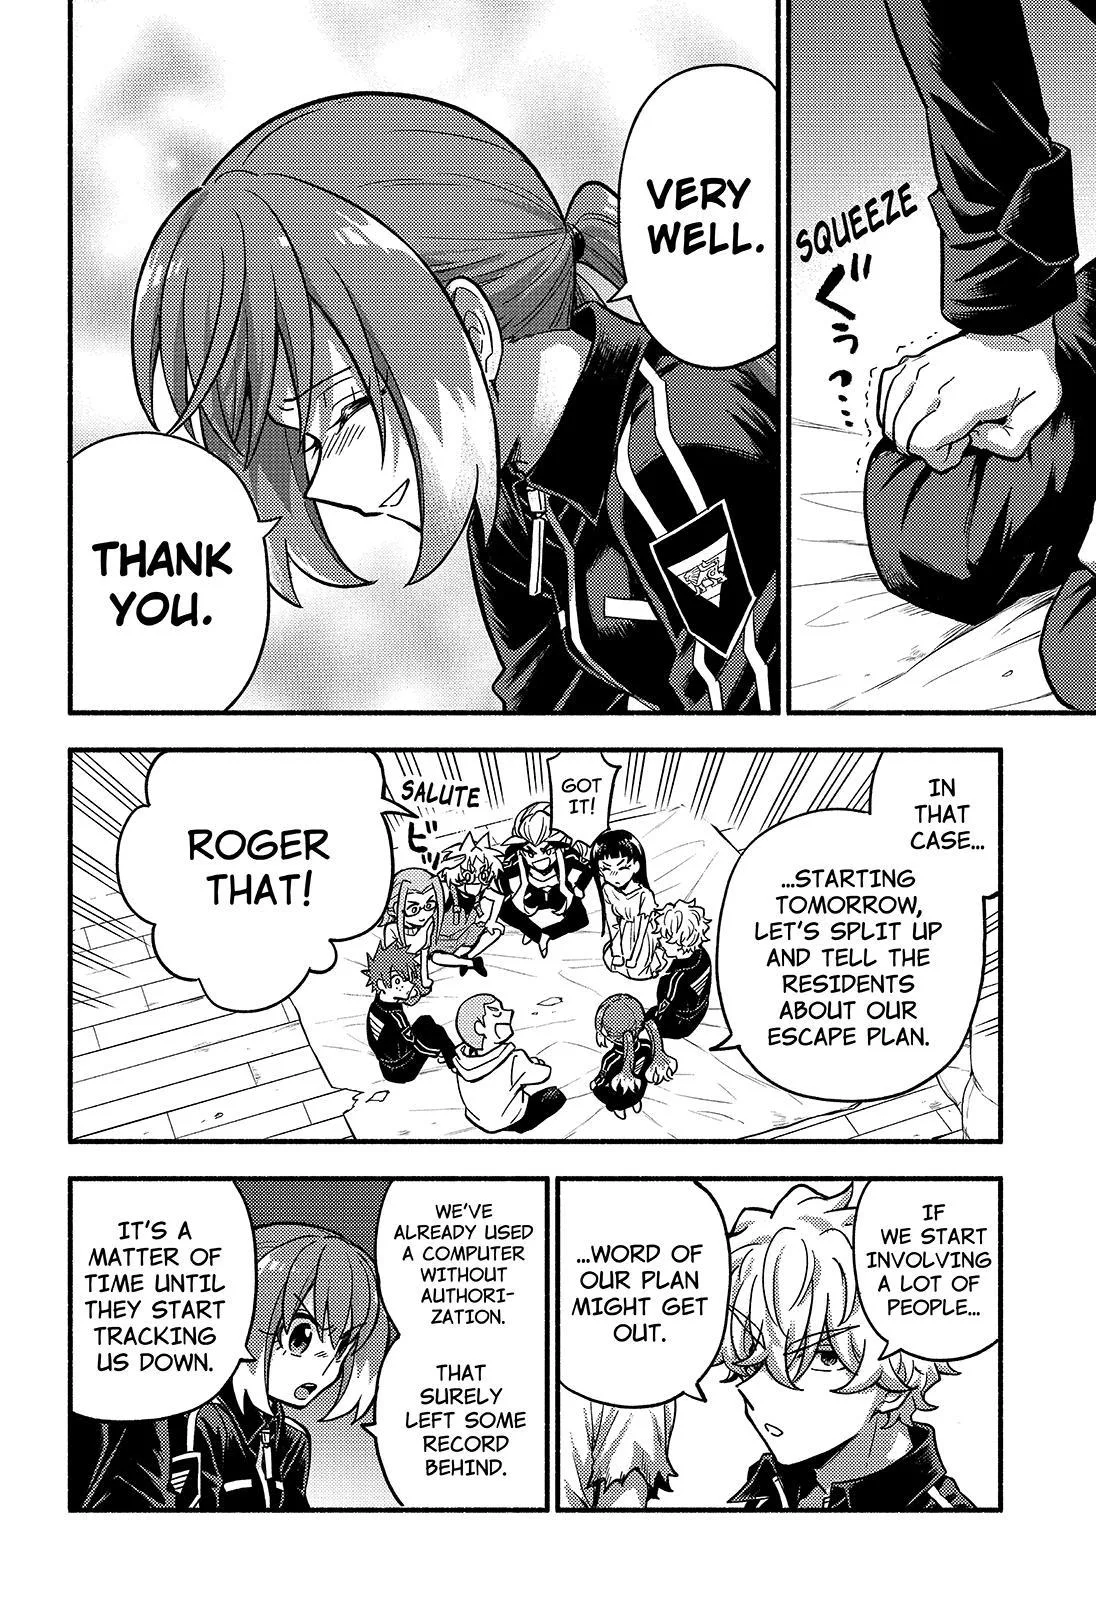 SQUEEZE
ぐっ…
VERY
WELL.
THANK
YOU.
IN
THAT
CASE...
...STARTING
TOMORROW,
LET'S SPLIT UP
AND TELL THE
RESIDENTS
ABOUT OUR
ESCAPE PLAN.
GOT
IT!
SALUTE
ビッ
ROGER
THAT!
IF
WE START
INVOLVING
A LOT OF
PEOPLE...
...WORD OF
OUR PLAN
MIGHT GET
OUT.
WE'VE
ALREADY USED
A COMPUTER
WITHOUT
AUTHORI-
ZATION.
THAT
SURELY
LEFT SOME
RECORD
BEHIND.
IT'S A
MATTER OF
TIME UNTIL
THEY START
TRACKING
US DOWN.